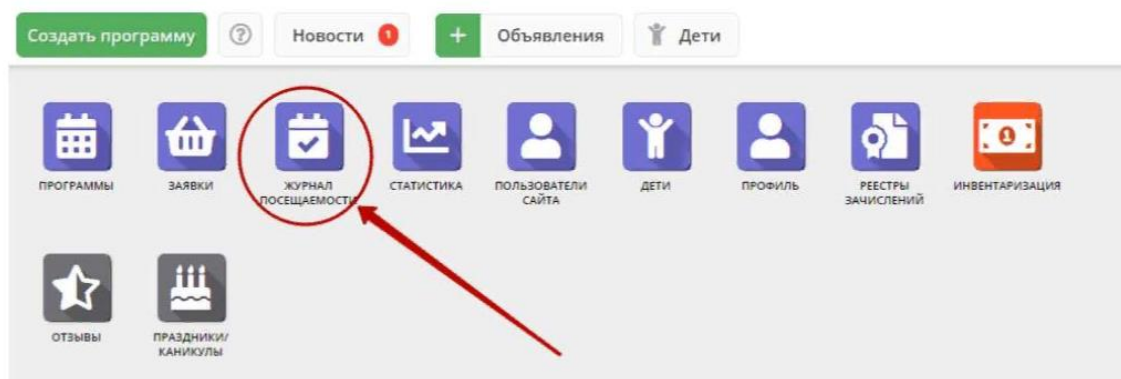 Создать программу
?
Новости 1
+ Объявления
Дети
ПРОГРАММЫ
ЗАЯВКИ
ЖУРНАЛ
ПОСЕЩАЕМОСТИ
СТАТИСТИКА
ПОЛЬЗОВАТЕЛИ
САЙТА
ДЕТИ
ПРОФИЛЬ
РЕЕСТРЫ
ЗАЧИСЛЕНИЙ
1
ИНВЕНТАРИЗАЦИЯ
ОТЗЫВЫ
ПРАЗДНИКИ/
КАНИКУЛЫ